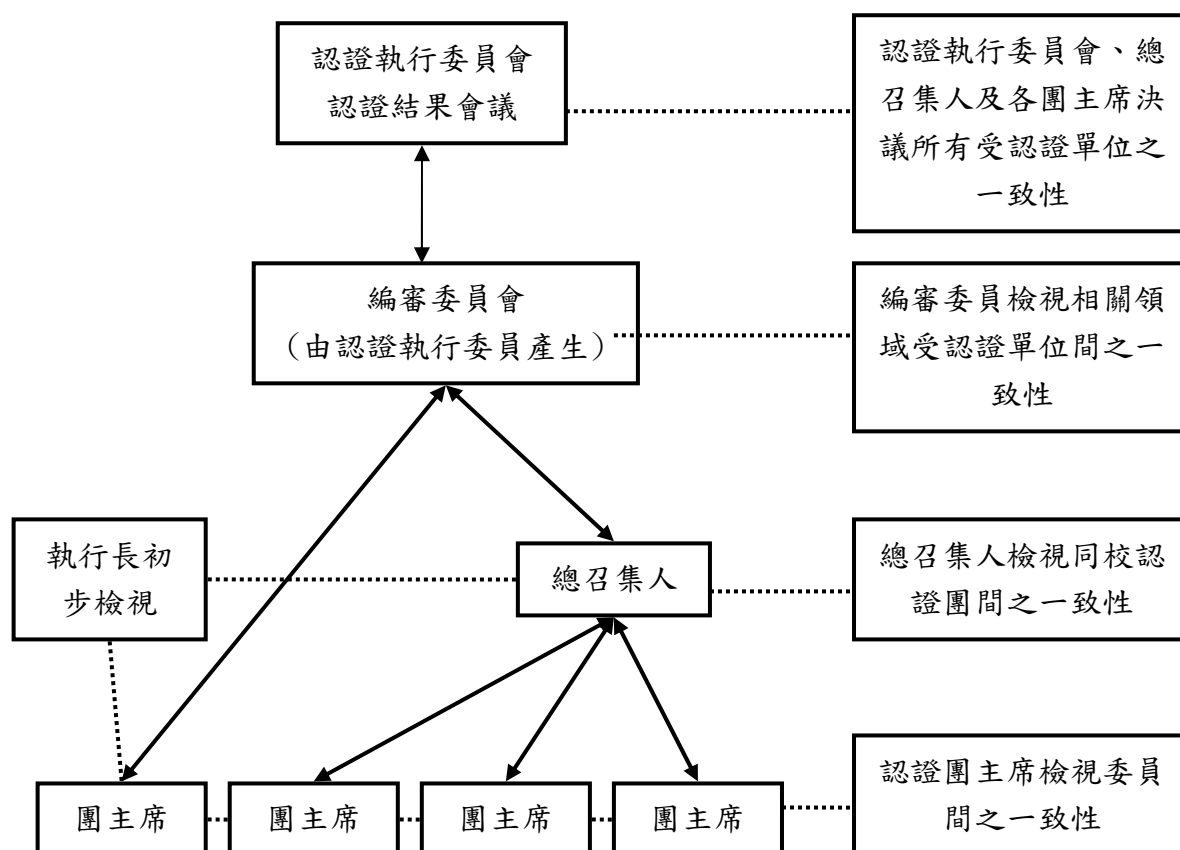 認證執行委員會
認證結果會議
認證執行委員會、總
召集人及各團主席決
議所有受認證單位之
一致性
編審委員會
（由認證執行委員產生）
編審委員檢視相關領
域受認證單位間之一
致性
執行長初
步檢視
總召集人
總召集人檢視同校認
證團間之一致性
團主席
團主席
團主席
團主席
認證團主席檢視委員
間之一致性